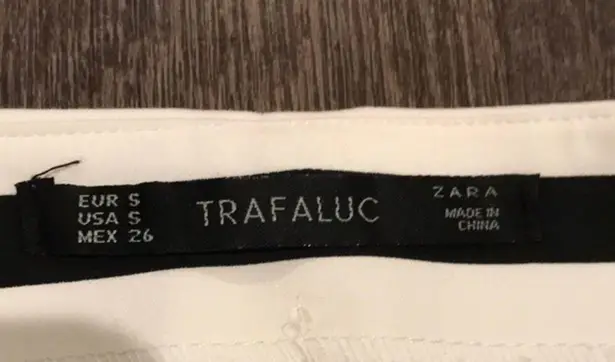 EUR S
USA S
MEX 26
TRAFALUC
ZARA
MADE IN
CHINA